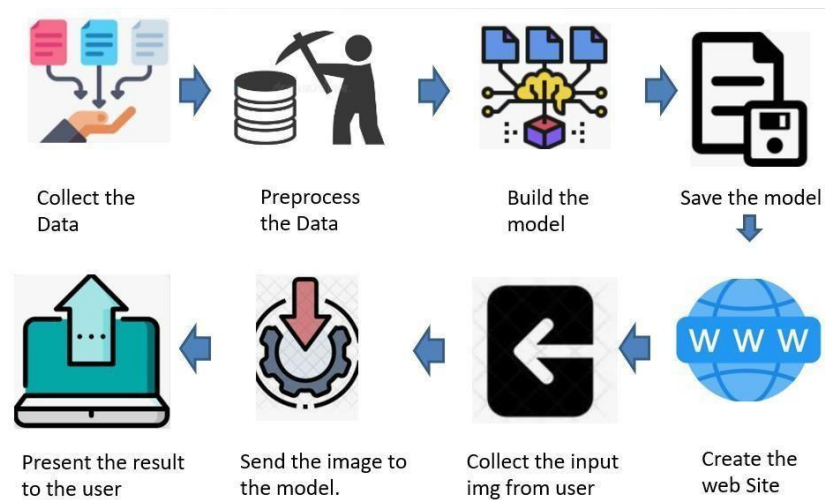 Collect the
Data
Preprocess
the Data
Build the
model
Save the model
WWW
Create the
web Site
Collect the input
img from user
Send the image to
the model.
Present the result
to the user